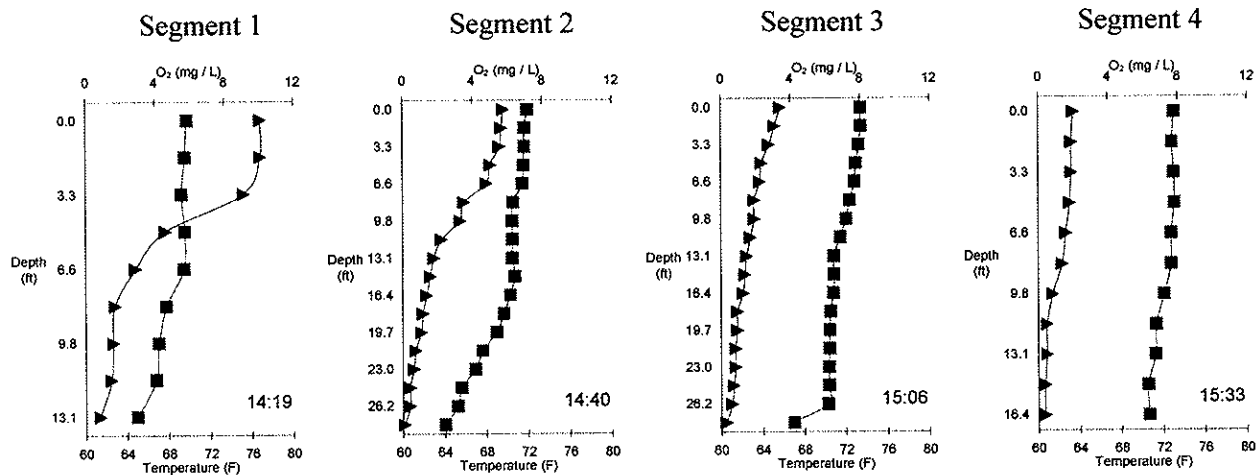 Segment 1
O₂ (mg / L)
0 4 8 12
0.0
3.3
Depth
(ft)
6.6
9.8
13.1
14:19
60 64 68 72 76 80
Temperature (F)
Segment 2
O₂ (mg / L)
0 4 8 12
0.0
3.3
6.6
9.8
Depth
(ft)
13.1
16.4
19.7
23.0
26.2
14:40
60 64 68 72 76 80
Temperature (F)
Segment 3
O₂ (mg / L)
0 4 8 12
0.0
3.3
6.6
9.8
Depth
(ft)
13.1
16.4
19.7
23.0
26.2
15:06
60 64 68 72 76 80
Temperature (F)
Segment 4
O₂ (mg / L)
0 4 8 12
0.0
3.3
6.6
Depth
(ft)
9.8
13.1
16.4
15:33
60 64 68 72 76 80
Temperature (F)